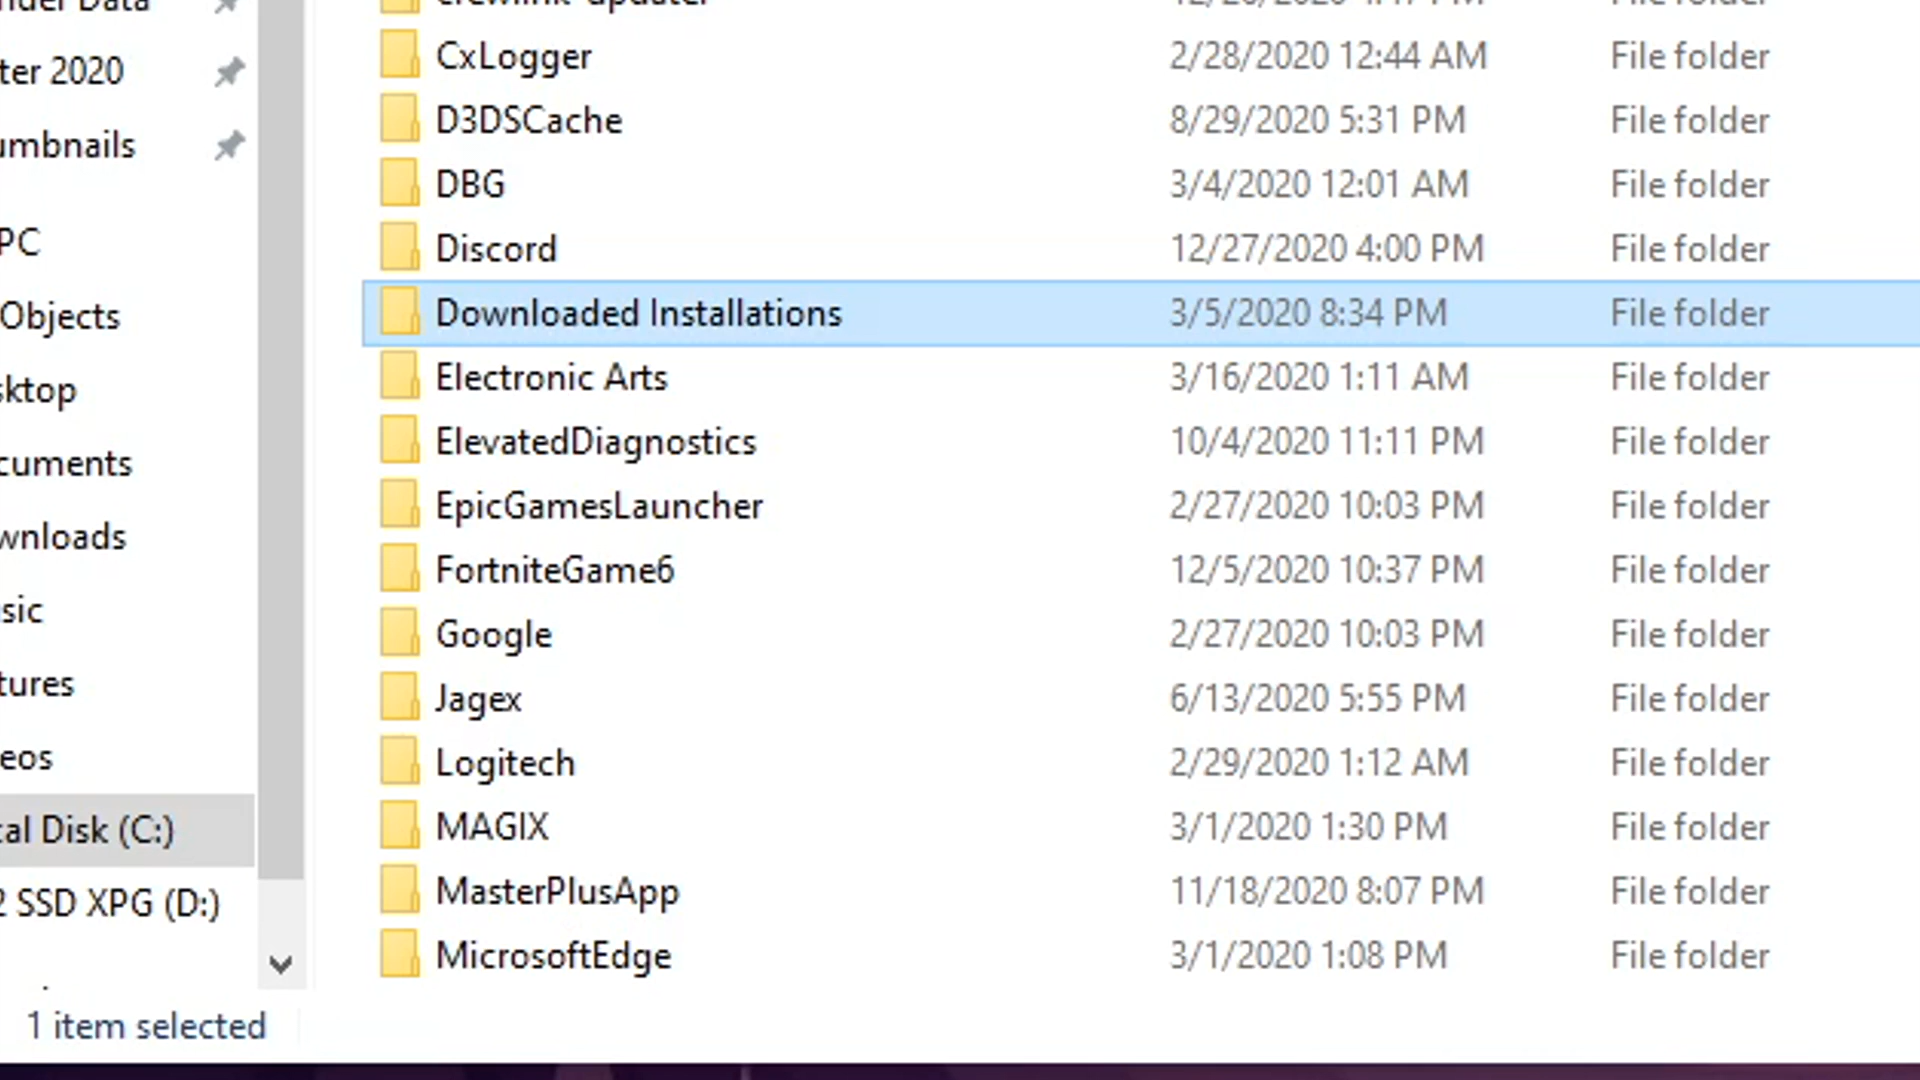 ter 2020
umbnails
PC
Objects
sktop
cuments
wnloads
sic
tures
eos
cal Disk (C:)
2 SSD XPG (D:)
1 item selected
crewlink-updater
CxLogger 2/28/2020 12:44 AM File folder
D3DSCache 8/29/2020 5:31 PM File folder
DBG 3/4/2020 12:01 AM File folder
Discord 12/27/2020 4:00 PM File folder
Downloaded Installations 3/5/2020 8:34 PM File folder
Electronic Arts 3/16/2020 1:11 AM File folder
ElevatedDiagnostics 10/4/2020 11:11 PM File folder
EpicGamesLauncher 2/27/2020 10:03 PM File folder
FortniteGame6 12/5/2020 10:37 PM File folder
Google 2/27/2020 10:03 PM File folder
Jagex 6/13/2020 5:55 PM File folder
Logitech 2/29/2020 1:12 AM File folder
MAGIX 3/1/2020 1:30 PM File folder
MasterPlusApp 11/18/2020 8:07 PM File folder
MicrosoftEdge 3/1/2020 1:08 PM File folder